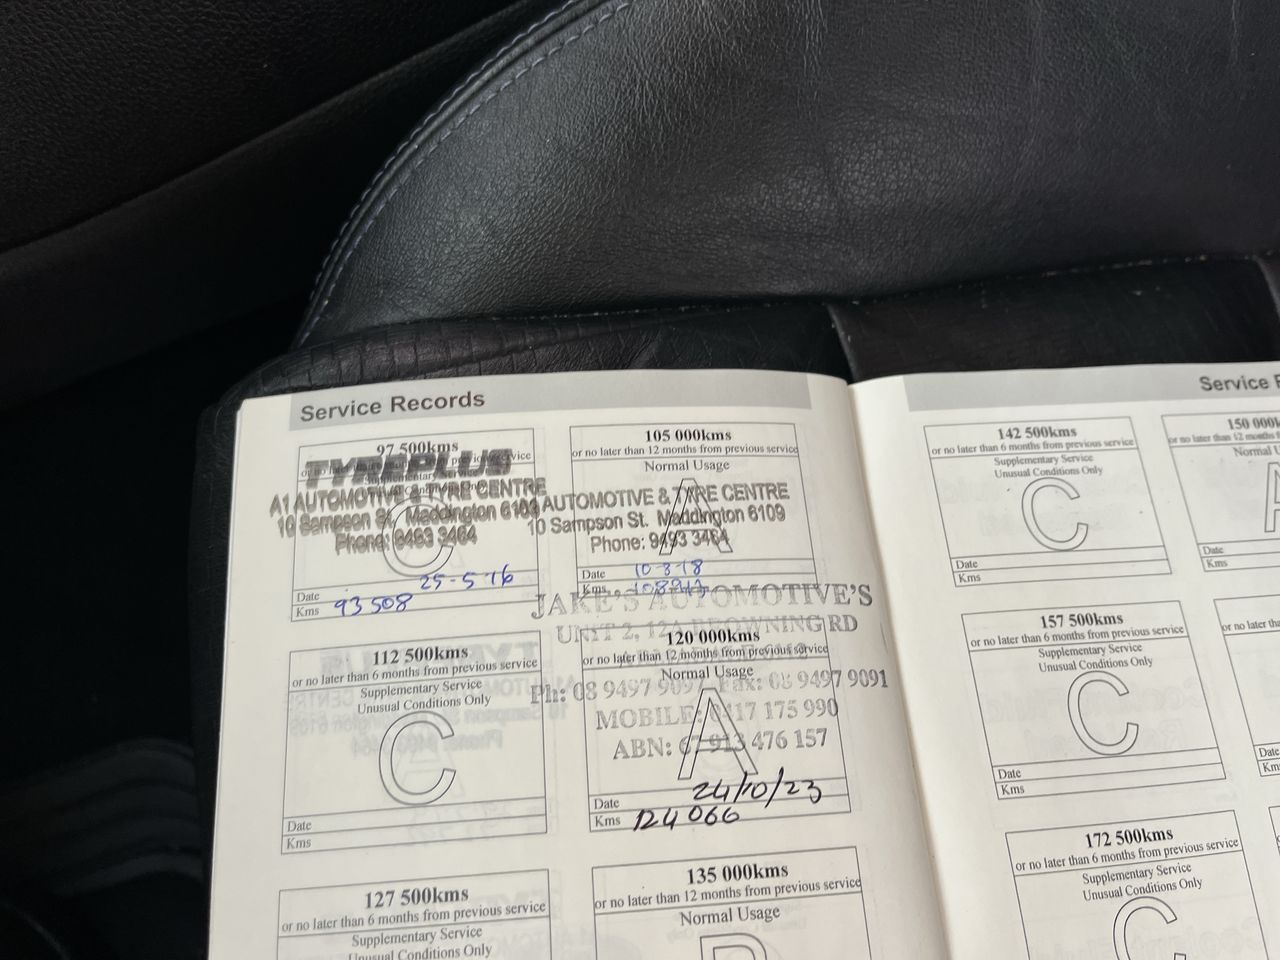 Service Records
97 500kms
TYREPLUS
A1 AUTOMOTIVE & TYRE CENTRE
10 Sampson St. Maddington 6109
Phone: 9493 3464
C
25-5-16
Date
Kms 93508
105 000kms
or no later than 12 months from previous service
Normal Usage
A
AUTOMOTIVE & TYRE CENTRE
10 Sampson St. Maddington 6109
Phone: 9493 3464
Date 10-3-18
Kms
JAKE'S AUTOMOTIVE'S
UNIT 2, 12A BROWNING RD
112 500kms
or no later than 6 months from previous service
Supplementary Service
Unusual Conditions Only
C
Date
Kms
120 000kms
or no later than 12 months from previous service
Normal Usage
A
Ph: 08 9497 9097 Fax: 08 9497 9091
MOBILE: 0417 175 990
ABN: 67 913 476 157
24/10/23
Date
Kms 124066
127 500kms
or no later than 6 months from previous service
Supplementary Service
Unusual Conditions Only
135 000kms
or no later than 12 months from previous service
Normal Usage
Service
142 500kms
or no later than 6 months from previous service
Supplementary Service
Unusual Conditions Only
C
Date
Kms
150 000
or no later than 12 months
Normal
Date
Kms
157 500kms
or no later than 6 months from previous service
Supplementary Service
Unusual Conditions Only
C
Date
Kms
or no later than
Date
172 500kms
or no later than 6 months from previous service
Supplementary Service
Unusual Conditions Only
C